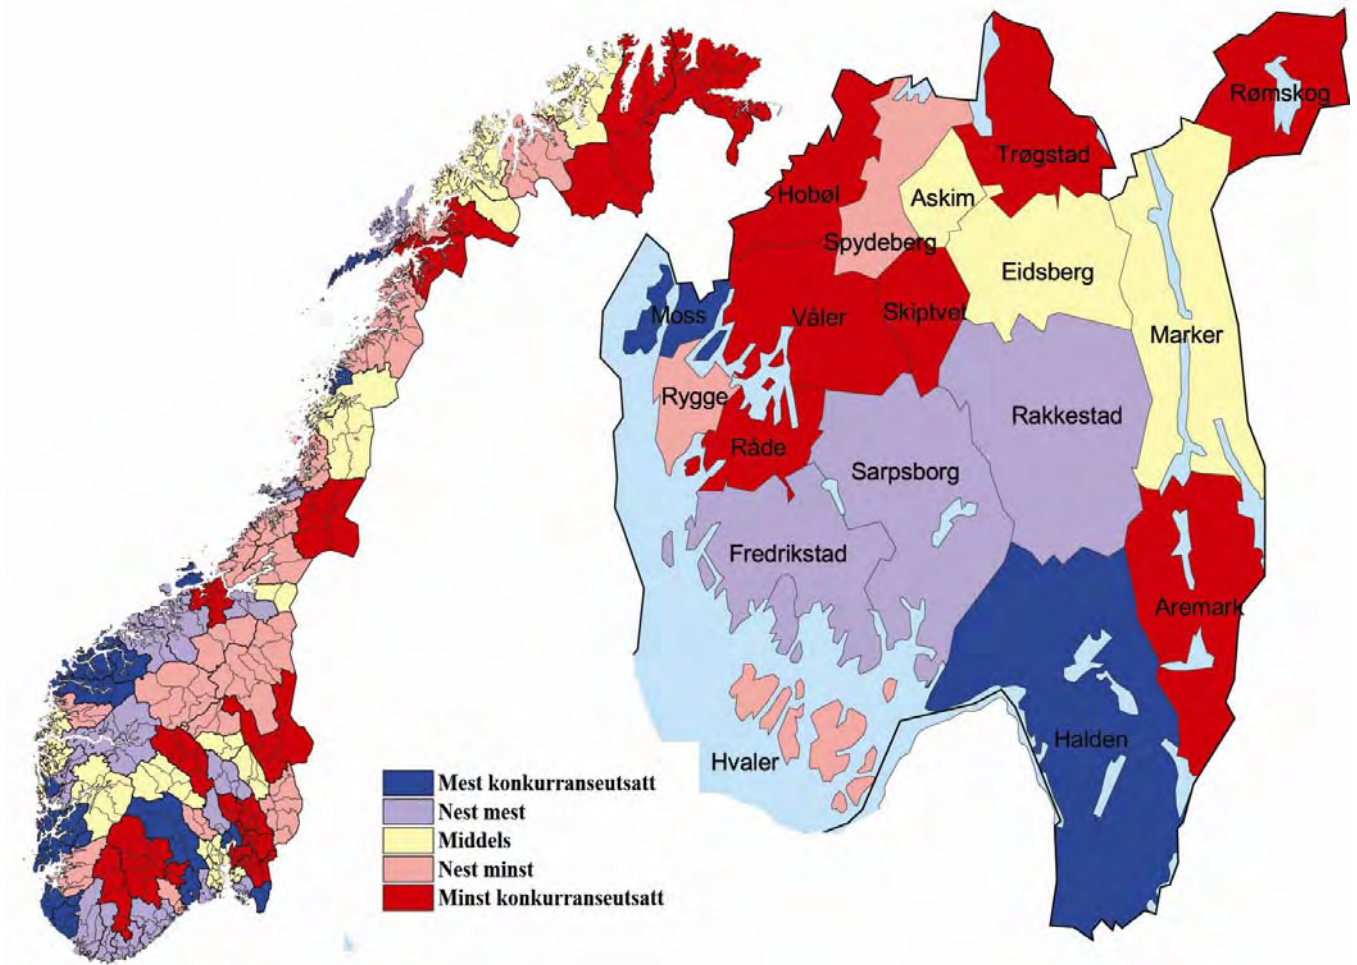 Rømskog
Trøgstad
Hobøl
Askim
Spydeberg
Eidsberg
Moss
Våler
Skiptvet
Marker
Rygge
Rakkestad
Råde
Sarpsborg
Fredrikstad
Aremark
Halden
Hvaler
Mest konkurranseutsatt
Nest mest
Middels
Nest minst
Minst konkurranseutsatt